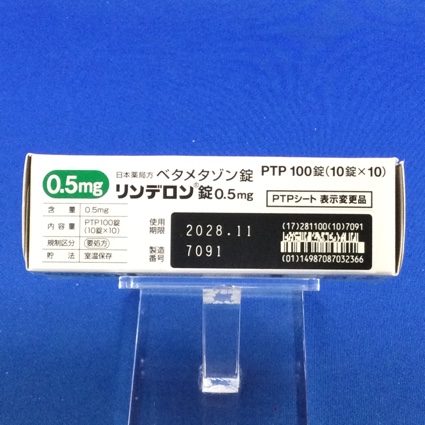 0.5mg
日本薬局方 ベタメタゾン錠 PTP 100錠(10錠×10)
リンデロン®錠0.5mg
PTPシート 表示変更品
含 量 0.5mg
内容量 PTP100錠
(10錠×10)
規制区分 要処方
貯 法 室温保存
使用
期限 2028.11
製造
番号 7091
(17)281100(10)7091
(01)14987087032366